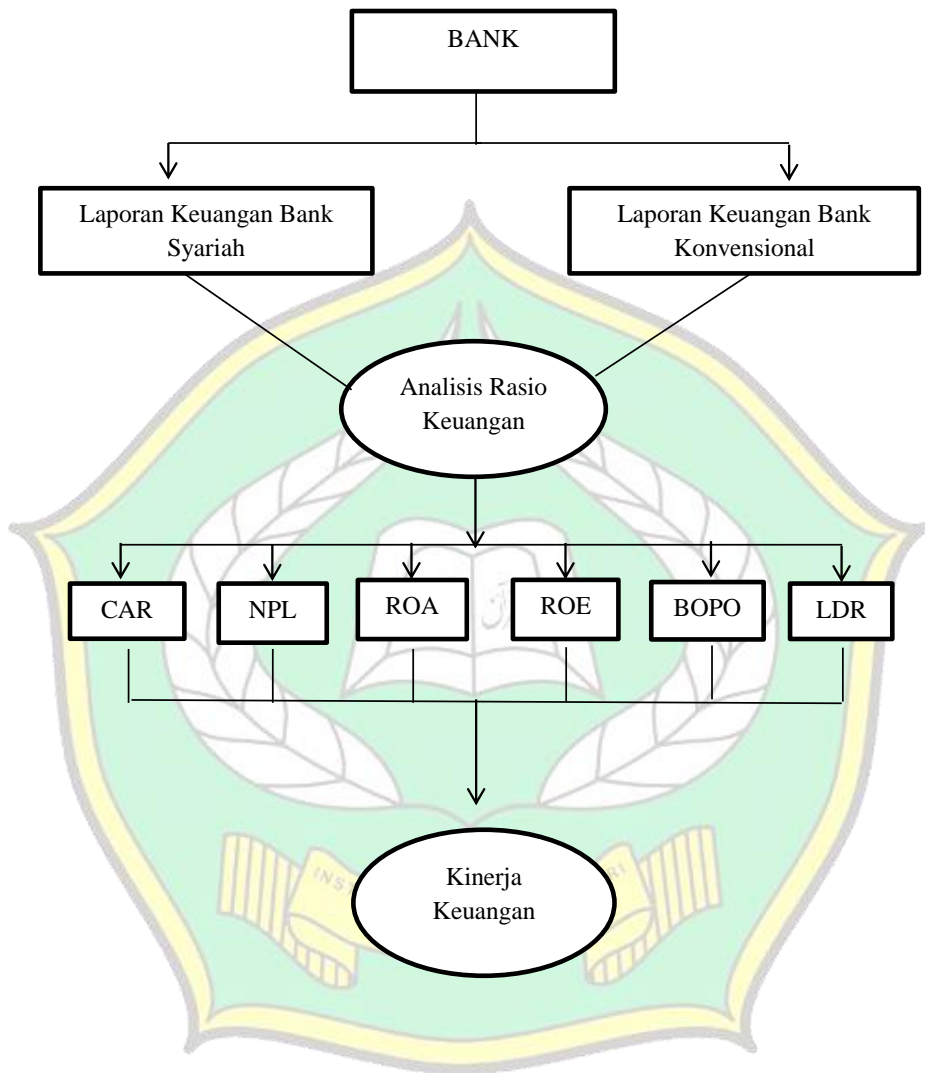 BANK
Laporan Keuangan Bank
Syariah
Laporan Keuangan Bank
Konvensional
Analisis Rasio
Keuangan
CAR
NPL
ROA
ROE
BOPO
LDR
Kinerja
Keuangan